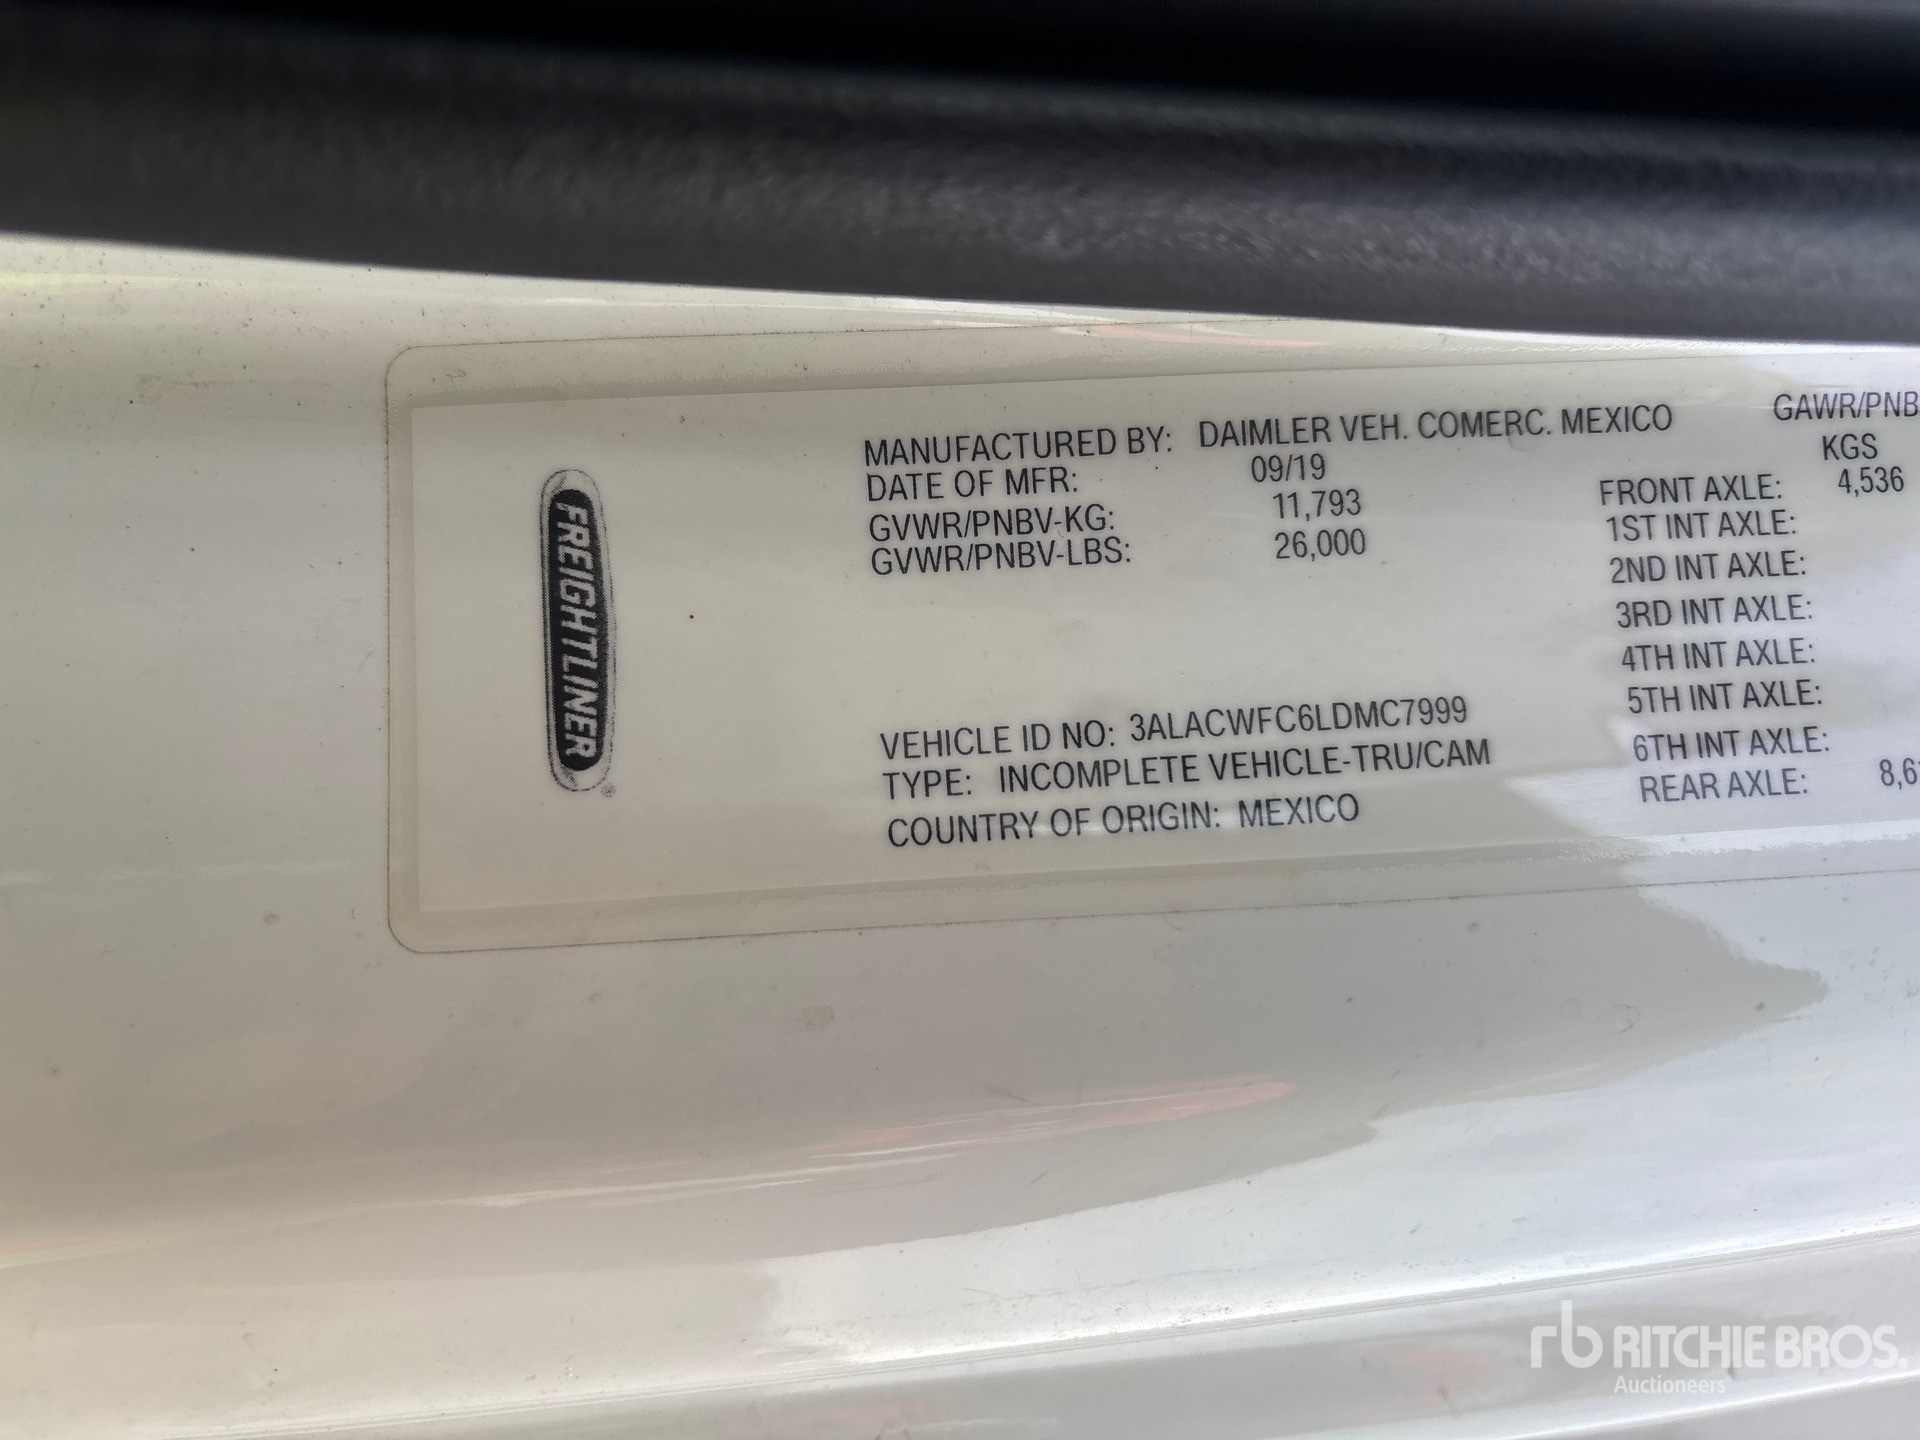 FREIGHTLINER
®
MANUFACTURED BY: DAIMLER VEH. COMERC. MEXICO
DATE OF MFR: 09/19
GVWR/PNBV-KG: 11,793
GVWR/PNBV-LBS: 26,000
VEHICLE ID NO: 3ALACWFC6LDMC7999
TYPE: INCOMPLETE VEHICLE-TRU/CAM
COUNTRY OF ORIGIN: MEXICO
GAWR/PNB
KGS
FRONT AXLE: 4,536
1ST INT AXLE:
2ND INT AXLE:
3RD INT AXLE:
4TH INT AXLE:
5TH INT AXLE:
6TH INT AXLE:
REAR AXLE:
rb RITCHIE BROS.
Auctioneers